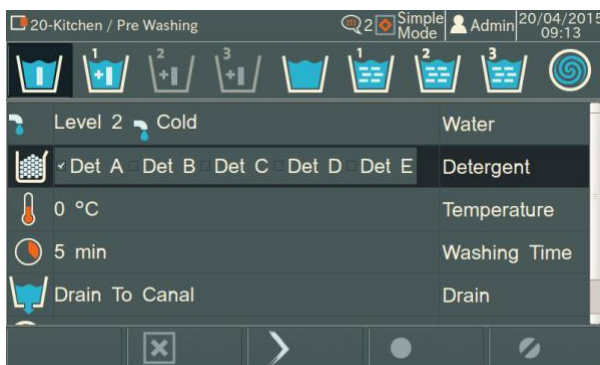 20-Kitchen / Pre Washing 2 Simple Mode Admin 20/04/2015 09:13
1 2 3 1 2 3
Level 2 Cold Water
Det A Det B Det C Det D Det E Detergent
0 °C Temperature
5 min Washing Time
Drain To Canal Drain